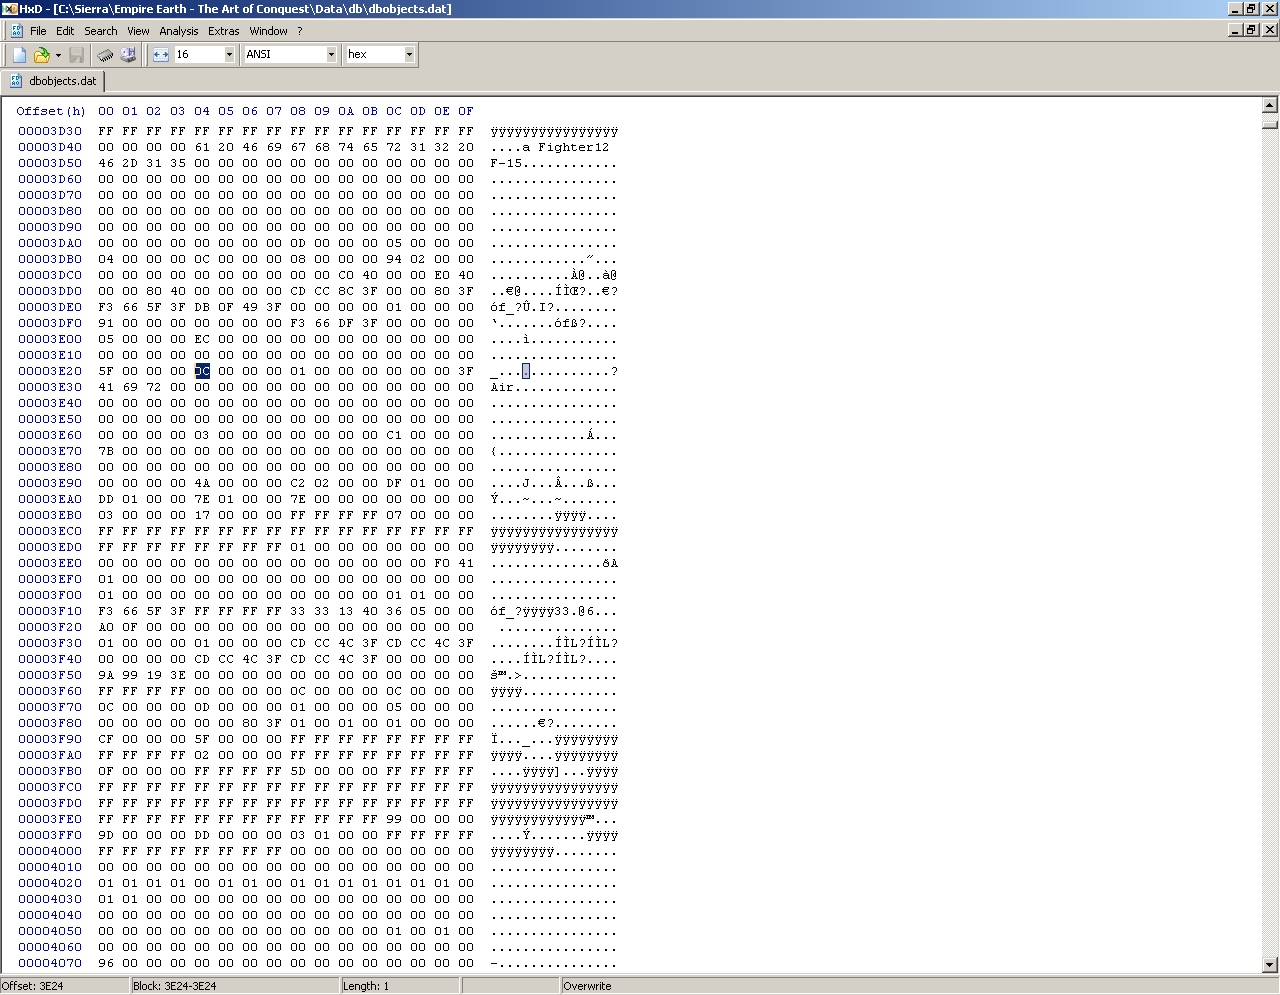 HxD - [C:\Sierra\Empire Earth - The Art of Conquest\Data\db\dbobjects.dat]
File Edit Search View Analysis Extras Window ?
16 ANSI hex
dbobjects.dat
Offset(h) 00 01 02 03 04 05 06 07 08 09 0A 0B 0C 0D 0E 0F
00003D30 FF FF FF FF FF FF FF FF FF FF FF FF FF FF FF FF ÿÿÿÿÿÿÿÿÿÿÿÿÿÿÿÿ
00003D40 00 00 00 00 61 20 46 69 67 68 74 65 72 31 32 20 ....a Fighter12
00003D50 46 2D 31 35 00 00 00 00 00 00 00 00 00 00 00 00 F-15............
00003D60 00 00 00 00 00 00 00 00 00 00 00 00 00 00 00 00 ................
00003D70 00 00 00 00 00 00 00 00 00 00 00 00 00 00 00 00 ................
00003D80 00 00 00 00 00 00 00 00 00 00 00 00 00 00 00 00 ................
00003D90 00 00 00 00 00 00 00 00 00 00 00 00 00 00 00 00 ................
00003DA0 00 00 00 00 00 00 00 00 0D 00 00 00 05 00 00 00 ................
00003DB0 04 00 00 00 0C 00 00 00 08 00 00 00 94 02 00 00 ............”...
00003DC0 00 00 00 00 00 00 00 00 00 00 C0 40 00 00 E0 40 ..........À@..à@
00003DD0 00 00 80 40 00 00 00 00 CD CC 8C 3F 00 00 80 3F ..€@....ÍÌŒ?..€?
00003DE0 F3 66 5F 3F DB 0F 49 3F 00 00 00 00 01 00 00 00 óf_?Û.I?........
00003DF0 91 00 00 00 00 00 00 00 F3 66 DF 3F 00 00 00 00 ‘.......ófß?....
00003E00 05 00 00 00 EC 00 00 00 00 00 00 00 00 00 00 00 ....ì...........
00003E10 00 00 00 00 00 00 00 00 00 00 00 00 00 00 00 00 ................
00003E20 5F 00 00 00 0C 00 00 00 01 00 00 00 00 00 00 3F _..............?
00003E30 41 69 72 00 00 00 00 00 00 00 00 00 00 00 00 00 Air.............
00003E40 00 00 00 00 00 00 00 00 00 00 00 00 00 00 00 00 ................
00003E50 00 00 00 00 00 00 00 00 00 00 00 00 00 00 00 00 ................
00003E60 00 00 00 00 03 00 00 00 00 00 00 00 C1 00 00 00 ............Á...
00003E70 7B 00 00 00 00 00 00 00 00 00 00 00 00 00 00 00 {...............
00003E80 00 00 00 00 00 00 00 00 00 00 00 00 00 00 00 00 ................
00003E90 00 00 00 00 4A 00 00 00 C2 02 00 00 DF 01 00 00 ....J...Â...ß...
00003EA0 DD 01 00 00 7E 01 00 00 7E 00 00 00 00 00 00 00 Ý...~...~.......
00003EB0 03 00 00 00 17 00 00 00 FF FF FF FF 07 00 00 00 ........ÿÿÿÿ....
00003EC0 FF FF FF FF FF FF FF FF FF FF FF FF FF FF FF FF ÿÿÿÿÿÿÿÿÿÿÿÿÿÿÿÿ
00003ED0 FF FF FF FF FF FF FF FF 01 00 00 00 00 00 00 00 ÿÿÿÿÿÿÿÿ........
00003EE0 00 00 00 00 00 00 00 00 00 00 00 00 00 00 F0 41 ..............ðA
00003EF0 01 00 00 00 00 00 00 00 00 00 00 00 00 00 00 00 ................
00003F00 01 00 00 00 00 00 00 00 00 00 00 00 01 01 00 00 ................
00003F10 F3 66 5F 3F FF FF FF FF 33 33 13 40 36 05 00 00 óf_?ÿÿÿÿ33.@6...
00003F20 A0 0F 00 00 00 00 00 00 00 00 00 00 00 00 00 00  ...............
00003F30 01 00 00 00 01 00 00 00 CD CC 4C 3F CD CC 4C 3F ........ÍÌL?ÍÌL?
00003F40 00 00 00 00 CD CC 4C 3F CD CC 4C 3F 00 00 00 00 ....ÍÌL?ÍÌL?....
00003F50 9A 99 19 3E 00 00 00 00 00 00 00 00 00 00 00 00 š™.>............
00003F60 FF FF FF FF 00 00 00 00 0C 00 00 00 0C 00 00 00 ÿÿÿÿ............
00003F70 0C 00 00 00 0D 00 00 00 01 00 00 00 05 00 00 00 ................
00003F80 00 00 00 00 00 00 80 3F 01 00 01 00 01 00 00 00 ......€?........
00003F90 CF 00 00 00 5F 00 00 00 FF FF FF FF FF FF FF FF Ï..._...ÿÿÿÿÿÿÿÿ
00003FA0 FF FF FF FF 02 00 00 00 FF FF FF FF FF FF FF FF ÿÿÿÿ....ÿÿÿÿÿÿÿÿ
00003FB0 0F 00 00 00 FF FF FF FF 5D 00 00 00 FF FF FF FF ....ÿÿÿÿ]...ÿÿÿÿ
00003FC0 FF FF FF FF FF FF FF FF FF FF FF FF FF FF FF FF ÿÿÿÿÿÿÿÿÿÿÿÿÿÿÿÿ
00003FD0 FF FF FF FF FF FF FF FF FF FF FF FF FF FF FF FF ÿÿÿÿÿÿÿÿÿÿÿÿÿÿÿÿ
00003FE0 FF FF FF FF FF FF FF FF FF FF FF FF 99 00 00 00 ÿÿÿÿÿÿÿÿÿÿÿÿ™...
00003FF0 9D 00 00 00 DD 00 00 00 03 01 00 00 FF FF FF FF ....Ý.......ÿÿÿÿ
00004000 FF FF FF FF FF FF FF FF 00 00 00 00 00 00 00 00 ÿÿÿÿÿÿÿÿ........
00004010 00 00 00 00 00 00 00 00 00 00 00 00 00 00 00 00 ................
00004020 01 01 01 01 00 01 01 00 01 01 01 01 01 01 01 00 ................
00004030 01 01 00 00 00 00 00 00 00 00 00 00 00 00 00 00 ................
00004040 00 00 00 00 00 00 00 00 00 00 00 00 00 00 00 00 ................
00004050 00 00 00 00 00 00 00 00 00 00 00 00 01 00 01 00 ................
00004060 00 00 00 00 00 00 00 00 00 00 00 00 00 00 00 00 ................
00004070 96 00 00 00 00 00 00 00 00 00 00 00 00 00 00 00 –...............
Offset: 3E24 Block: 3E24-3E24 Length: 1 Overwrite